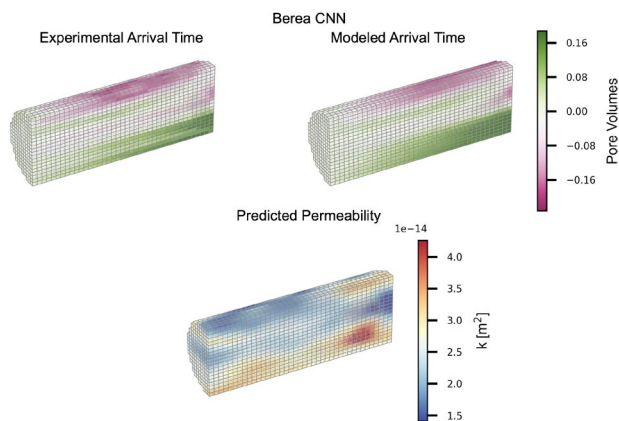 Berea CNN
Experimental Arrival Time
Modeled Arrival Time
0.16
0.08
0.00
−0.08
−0.16
Pore Volumes
Predicted Permeability
1e−14
4.0
3.5
3.0
2.5
2.0
1.5
k [m²]